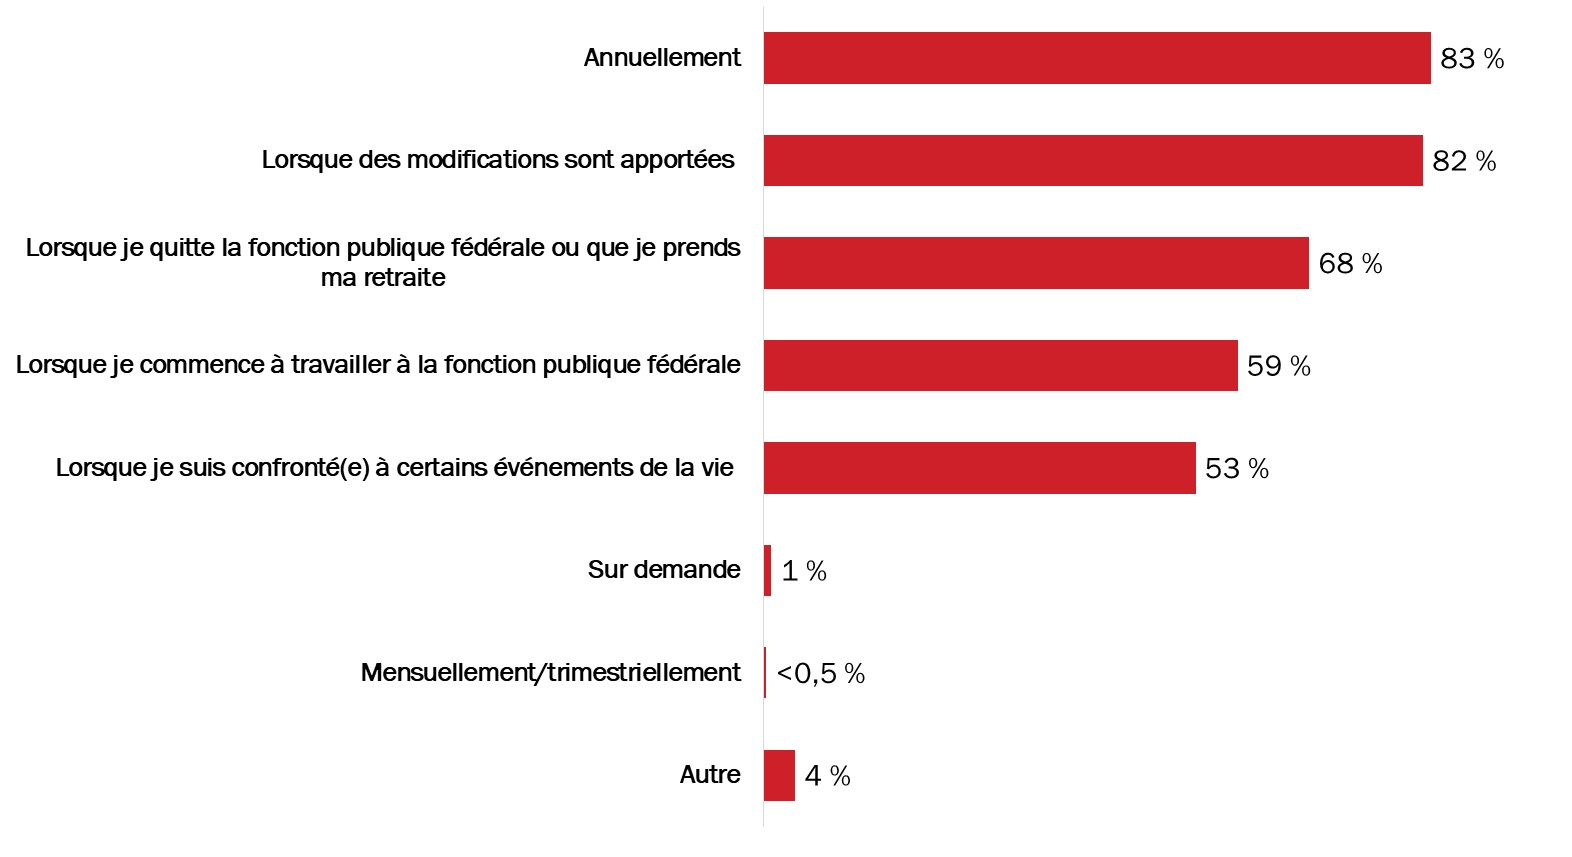 Annuellement 83 %
Lorsque des modifications sont apportées 82 %
Lorsque je quitte la fonction publique fédérale ou que je prends
ma retraite 68 %
Lorsque je commence à travailler à la fonction publique fédérale 59 %
Lorsque je suis confronté(e) à certains événements de la vie 53 %
Sur demande 1 %
Mensuellement/trimestriellement <0,5 %
Autre 4 %